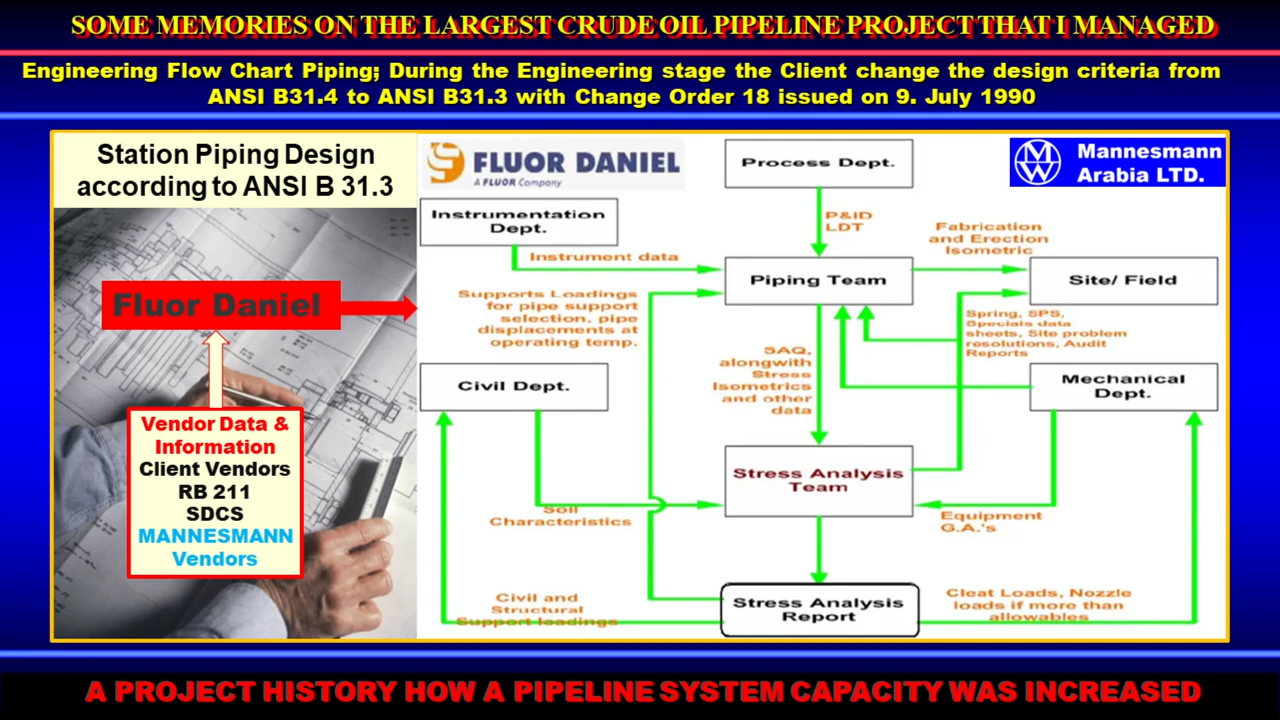 SOME MEMORIES ON THE LARGEST CRUDE OIL PIPELINE PROJECT THAT I MANAGED
Engineering Flow Chart Piping; During the Engineering stage the Client change the design criteria from
ANSI B31.4 to ANSI B31.3 with Change Order 18 issued on 9. July 1990
Station Piping Design
according to ANSI B 31.3
Fluor Daniel
Vendor Data &
Information
Client Vendors
RB 211
SDCS
MANNESMANN
Vendors
FLUOR DANIEL
A FLUOR Company
Process Dept.
MW
Mannesmann
Arabia LTD.
Instrumentation
Dept.
P&ID
LDT
Instrument data
Fabrication
and Erection
Isometric
Piping Team
Site/ Field
Supports Loadings
for pipe support
selection, pipe
displacements at
operating temp.
Spring, SPS,
Specials data
sheets, Site problem
resolutions, Audit
Reports
SAQ,
alongwith
Stress
Isometrics
and other
data
Civil Dept.
Mechanical
Dept.
Stress Analysis
Team
Soil
Characteristics
Equipment
G.A.'s
Civil and
Structural
Support loadings
Stress Analysis
Report
Cleat Loads, Nozzle
loads if more than
allowables
A PROJECT HISTORY HOW A PIPELINE SYSTEM CAPACITY WAS INCREASED